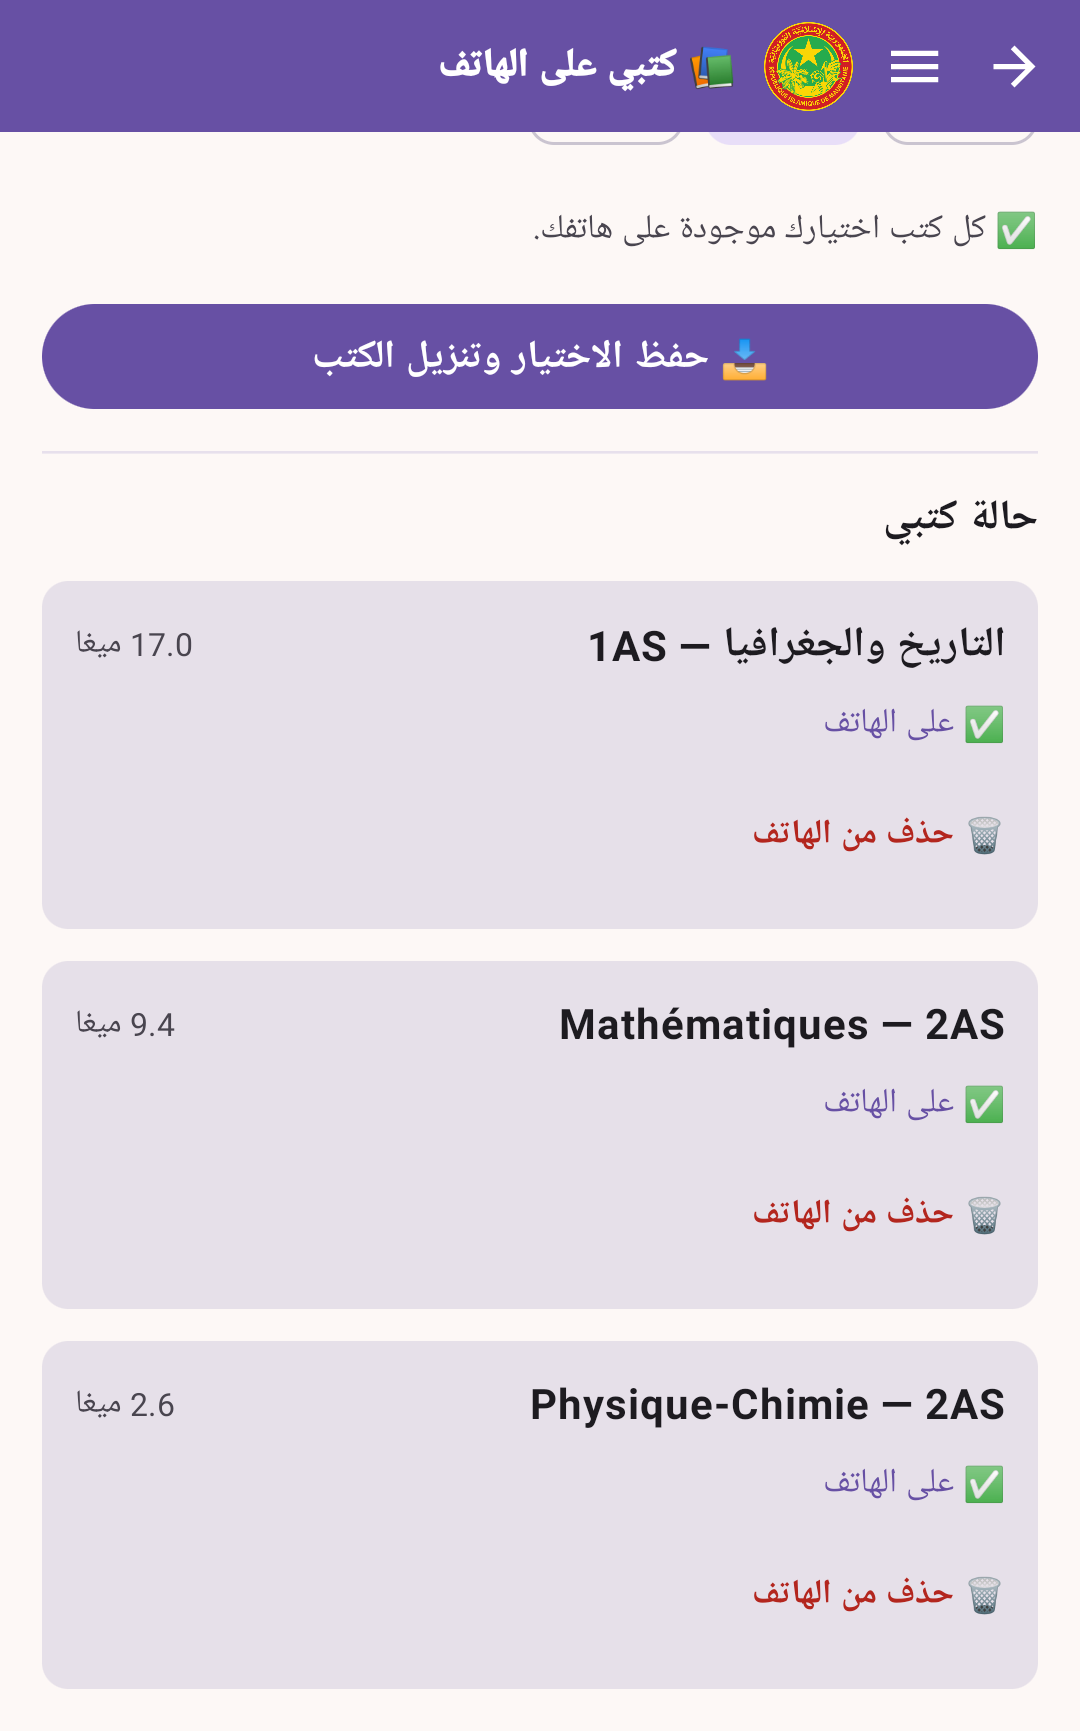 كتبي على الهاتف
✅ كل كتب اختيارك موجودة على هاتفك.
📥 حفظ الاختيار وتنزيل الكتب
حالة كتبي
التاريخ والجغرافيا — 1AS
17.0 ميغا
✅ على الهاتف
🗑️ حذف من الهاتف
Mathématiques — 2AS
9.4 ميغا
✅ على الهاتف
🗑️ حذف من الهاتف
Physique-Chimie — 2AS
2.6 ميغا
✅ على الهاتف
🗑️ حذف من الهاتف